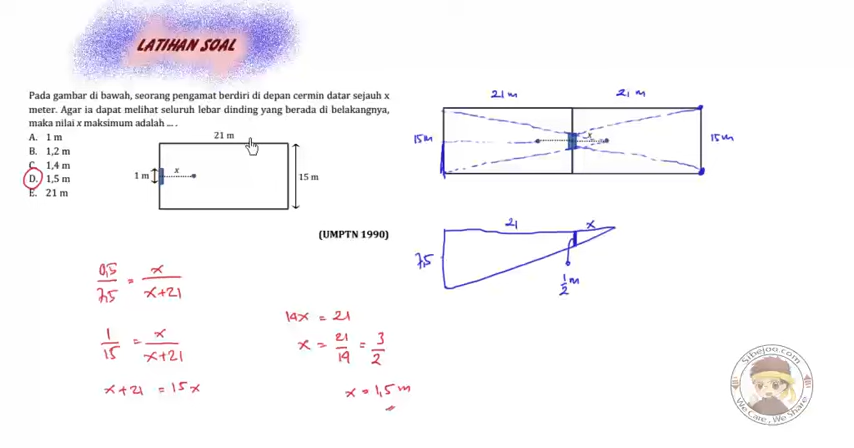 LATIHAN SOAL
Pada gambar di bawah, seorang pengamat berdiri di depan cermin datar sejauh x
meter. Agar ia dapat melihat seluruh lebar dinding yang berada di belakangnya,
maka nilai x maksimum adalah ... .
A. 1 m
B. 1,2 m
C. 1,4 m
D. 1,5 m
E. 21 m
21 m
1 m
x
15 m
(UMPTN 1990)
21 m
21 m
15 m
x
15 m
21
x
7,5
1/2 m
0,5/7,5 = x/x+21
1/15 = x/x+21
x+21 = 15x
14x = 21
x = 21/14 = 3/2
x = 1,5 m
Sibejoo.com
We Care, We Share